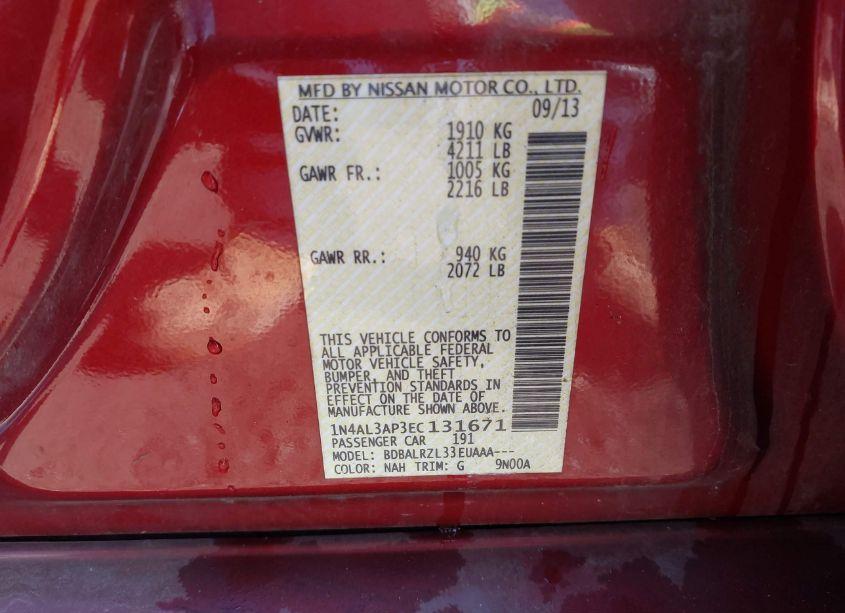 MFD BY NISSAN MOTOR CO., LTD.
DATE: 09/13
GVWR: 1910 KG
4211 LB
GAWR FR.: 1005 KG
2216 LB
GAWR RR.: 940 KG
2072 LB
THIS VEHICLE CONFORMS TO
ALL APPLICABLE FEDERAL
MOTOR VEHICLE SAFETY,
BUMPER, AND THEFT
PREVENTION STANDARDS IN
EFFECT ON THE DATE OF
MANUFACTURE SHOWN ABOVE.
1N4AL3AP3EC131671
PASSENGER CAR 191
MODEL: BDBALRZL33EUAAA---
COLOR: NAH TRIM: G 9N00A